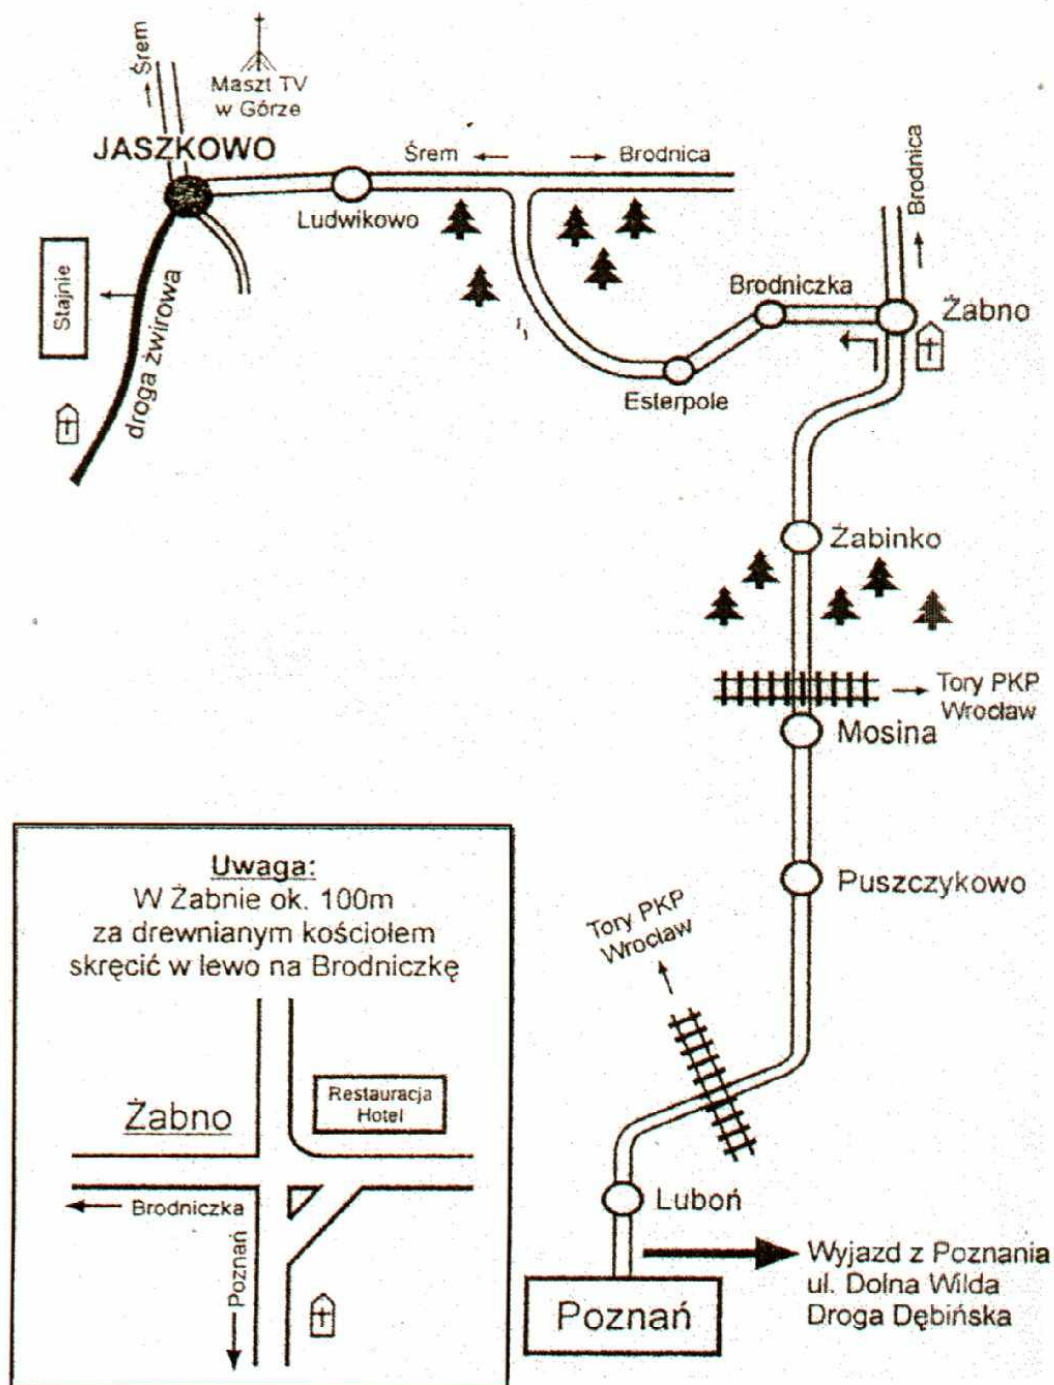 Śrem
Maszt TV
w Górze
JASZKOWO
Śrem
Brodnica
Brodnica
Ludwikowo
Stajnie
droga żwirowa
Brodniczka
Żabno
Esterpole
Żabinko
Tory PKP
Wrocław
Mosina
Puszczykowo
Tory PKP
Wrocław
Luboń
Wyjazd z Poznania
ul. Dolna Wilda
Droga Dębińska
Poznań
Uwaga:
W Żabnie ok. 100m
za drewnianym kościołem
skręcić w lewo na Brodniczkę
Restauracja
Hotel
Żabno
Brodniczka
Poznań